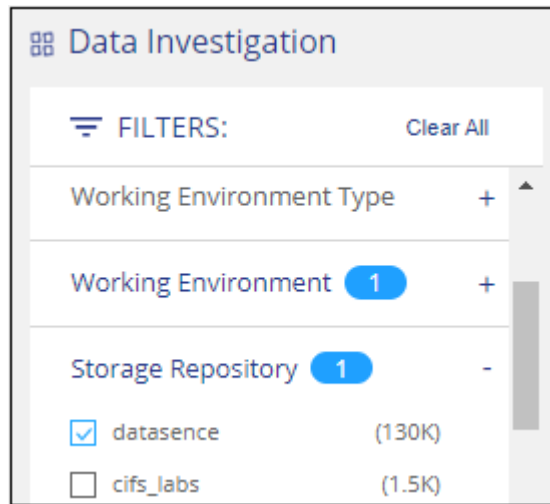 Data Investigation
FILTERS: Clear All
Working Environment Type +
Working Environment 1 +
Storage Repository 1 -
datasence (130K)
cifs_labs (1.5K)